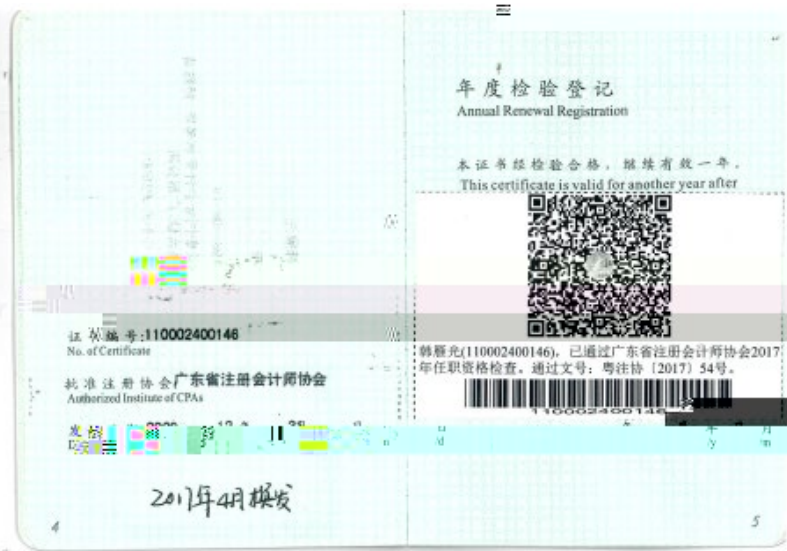 证书编号:110002400146
No. of Certificate
批准注册协会广东省注册会计师协会
Authorized Institute of CPAs
2017年4月换发
4
年度检验登记
Annual Renewal Registration
本证书经检验合格，继续有效一年。
This certificate is valid for another year after
韩雁光(110002400146)，已通过广东省注册会计师协会2017
年任职资格检查。通过文号：粤注协〔2017〕54号。
110002400146
年 月
/y /m
5